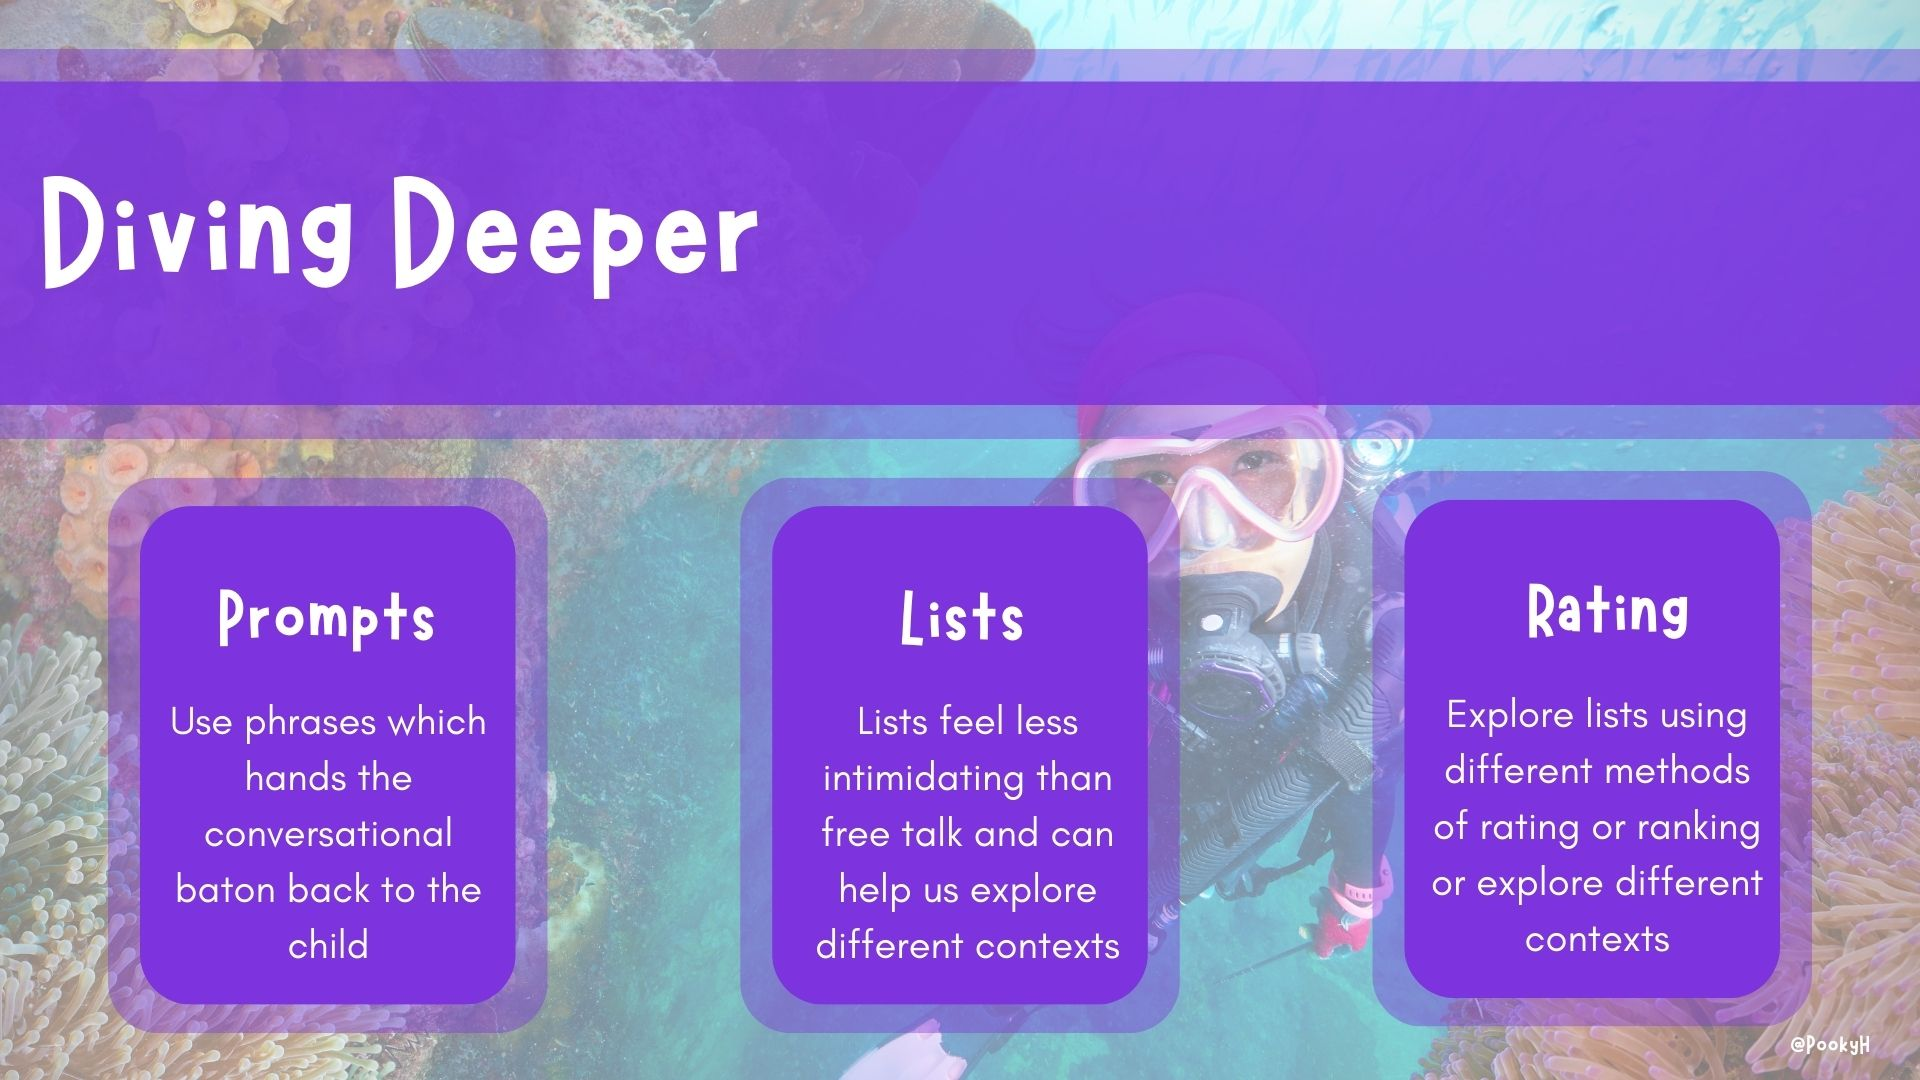 Diving Deeper
Prompts
Use phrases which
hands the
conversational
baton back to the
child
Lists
Lists feel less
intimidating than
free talk and can
help us explore
different contexts
Rating
Explore lists using
different methods
of rating or ranking
or explore different
contexts
@PookyH